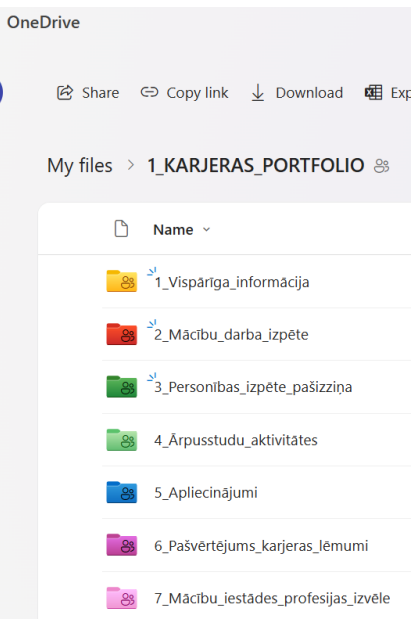 OneDrive
Share Copy link Download Exp
My files > 1_KARJERAS_PORTFOLIO
Name
1_Vispārīga_informācija
2_Mācību_darba_izpēte
3_Personības_izpēte_pašizziņa
4_Ārpusstudu_aktivitātes
5_Apliecinājumi
6_Pašvērtējums_karjeras_lēmumi
7_Mācību_iestādes_profesijas_izvēle